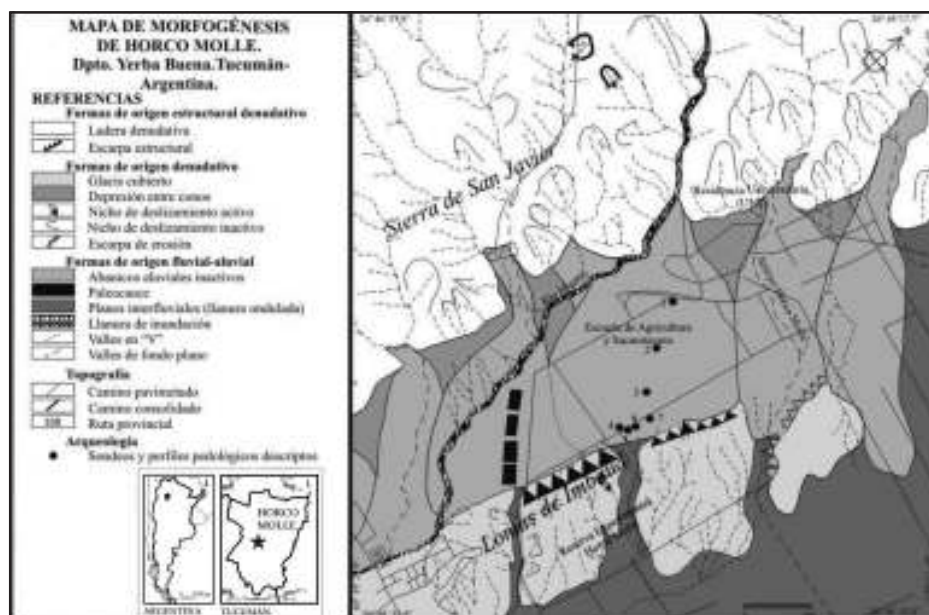 MAPA DE MORFOGÉNESIS
DE HORCO MOLLE.
Dpto. Yerba Buena.Tucumán-
Argentina.
REFERENCIAS
Formas de origen estructural denudativo
Ladera denudativa
Escarpa estructural
Formas de origen denudativo
Glacis cubierto
Depresión entre conos
Nicho de deslizamiento activo
Nicho de deslizamiento inactivo
Escarpa de erosión
Formas de origen fluvial-aluvial
Abanicos aluviales inactivos
Paleocauce
Planos interfluviales (llanura ondulada)
Llanura de inundación
Valles en "V"
Valles de fondo plano
Topografía
Camino pavimentado
Camino consolidado
Ruta provincial
Arqueología
Sondeos y perfiles pedológicos descriptos
HORCO
MOLLE
ARGENTINA
TUCUMÁN
Sierra de San Javier
Residencia Universitaria
Escuela de Agricultura
y Sacarotecnia
2
3
Lomas de Imbaud